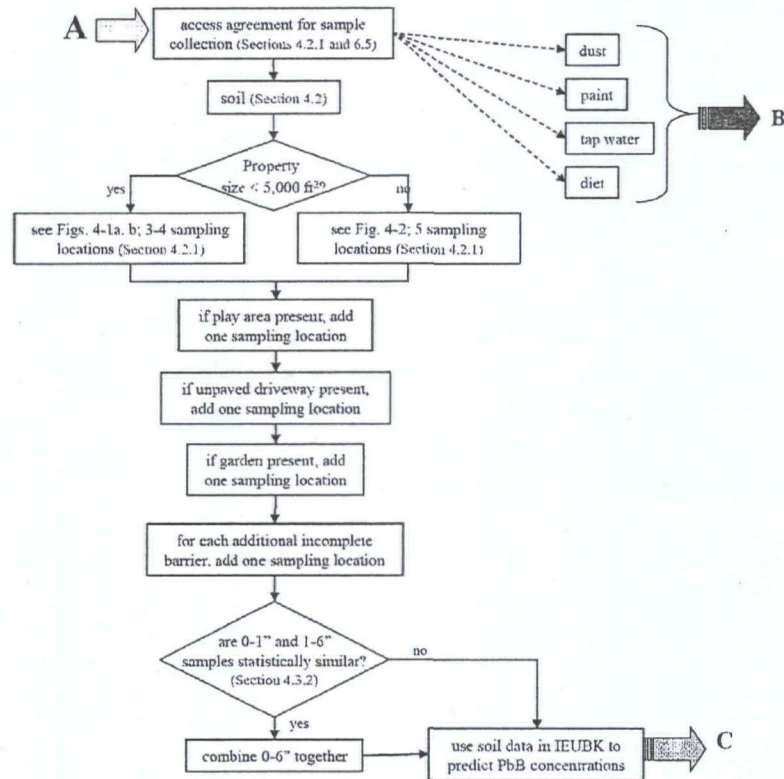 A
access agreement for sample
collection (Sections 4.2.1 and 6.5)
dust
paint
tap water
diet
B
soil (Section 4.2)
Property
size < 5,000 ft²?
yes
no
see Figs. 4-1a, b; 3-4 sampling
locations (Section 4.2.1)
see Fig. 4-2; 5 sampling
locations (Section 4.2.1)
if play area present, add
one sampling location
if unpaved driveway present,
add one sampling location
if garden present, add
one sampling location
for each additional incomplete
barrier, add one sampling location
are 0-1" and 1-6"
samples statistically similar?
(Section 4.3.2)
no
yes
combine 0-6" together
use soil data in IEUBK to
predict PbB concentrations
C